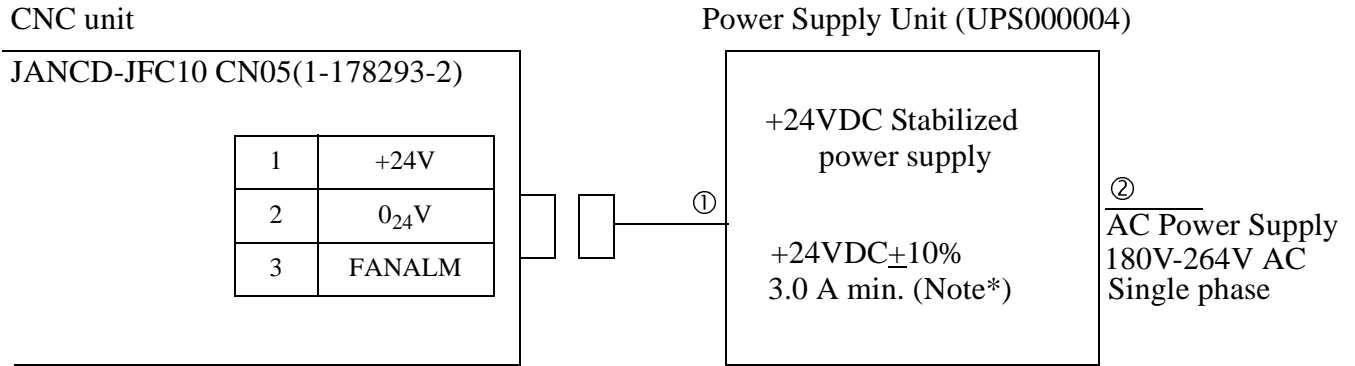 CNC unit
Power Supply Unit (UPS000004)
JANCD-JFC10 CN05(1-178293-2)
1 +24V
2 0₂₄V
3 FANALM
①
+24VDC Stabilized
power supply
+24VDC±10%
3.0 A min. (Note*)
②
AC Power Supply
180V-264V AC
Single phase